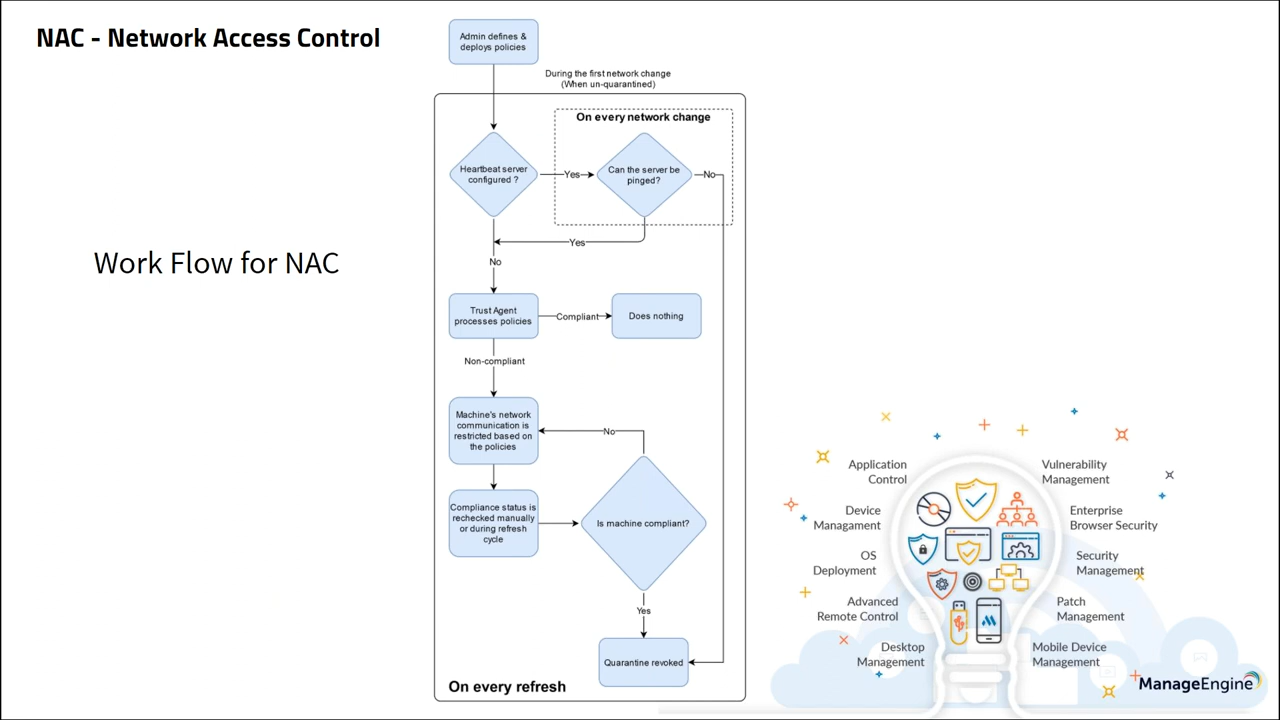 NAC - Network Access Control
Work Flow for NAC
Admin defines &
deploys policies
During the first network change
(When un-quarantined)
On every network change
Heartbeat server
configured ?
Yes
Can the server be
pinged?
No
Yes
No
Trust Agent
processes policies
Compliant
Does nothing
Non-compliant
Machine's network
communication is
restricted based on
the policies
No
Compliance status is
rechecked manually
or during refresh
cycle
Is machine compliant?
Yes
Quarantine revoked
On every refresh
Application
Control
Device
Managament
OS
Deployment
Advanced
Remote Control
Desktop
Management
Vulnerability
Management
Enterprise
Browser Security
Security
Management
Patch
Management
Mobile Device
Management
ManageEngine